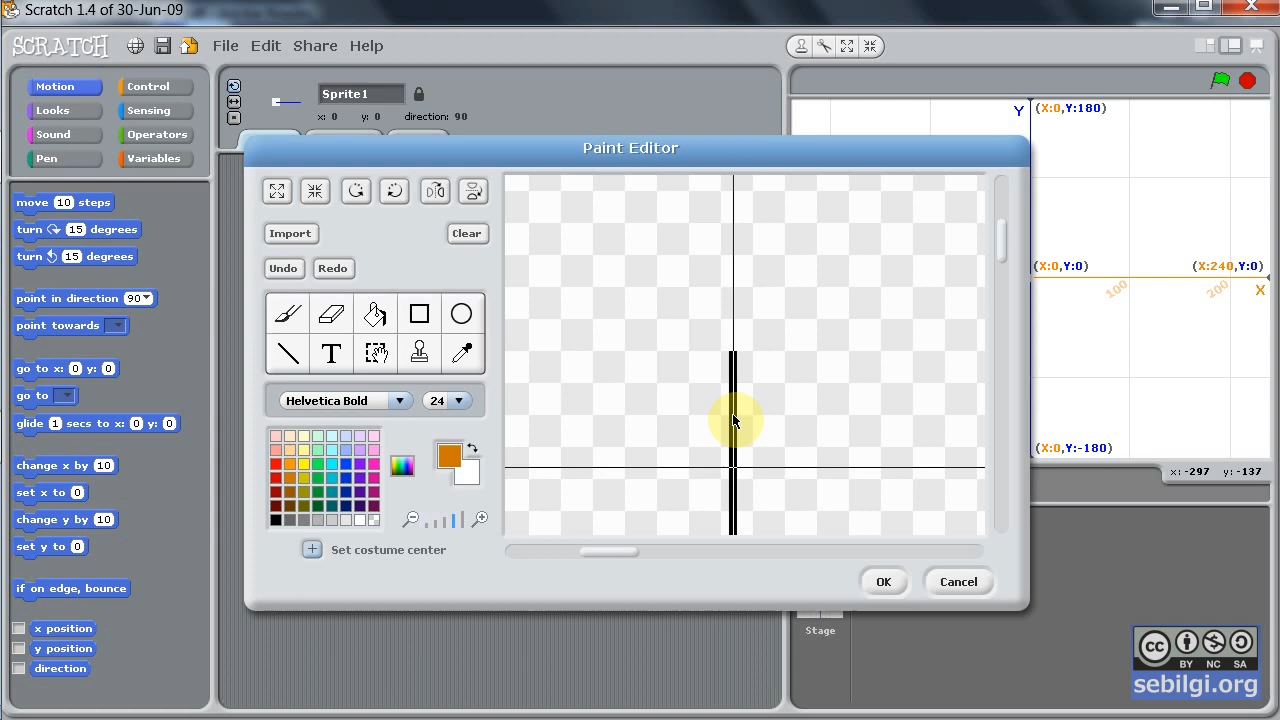 Scratch 1.4 of 30-Jun-09
SCRATCH
File Edit Share Help
Motion
Control
Looks
Sensing
Sound
Operators
Pen
Variables
Sprite1
x: 0 y: 0 direction: 90
move 10 steps
turn 15 degrees
turn 15 degrees
point in direction 90
point towards
go to x: 0 y: 0
go to
glide 1 secs to x: 0 y: 0
change x by 10
set x to 0
change y by 10
set y to 0
if on edge, bounce
x position
y position
direction
Paint Editor
Import
Clear
Undo
Redo
T
Helvetica Bold
24
Set costume center
OK
Cancel
Y
(X:0,Y:180)
(X:0,Y:0)
(X:240,Y:0)
100
200
X
(X:0,Y:-180)
x: -297 y: -137
Stage
CC
BY NC SA
sebilgi.org